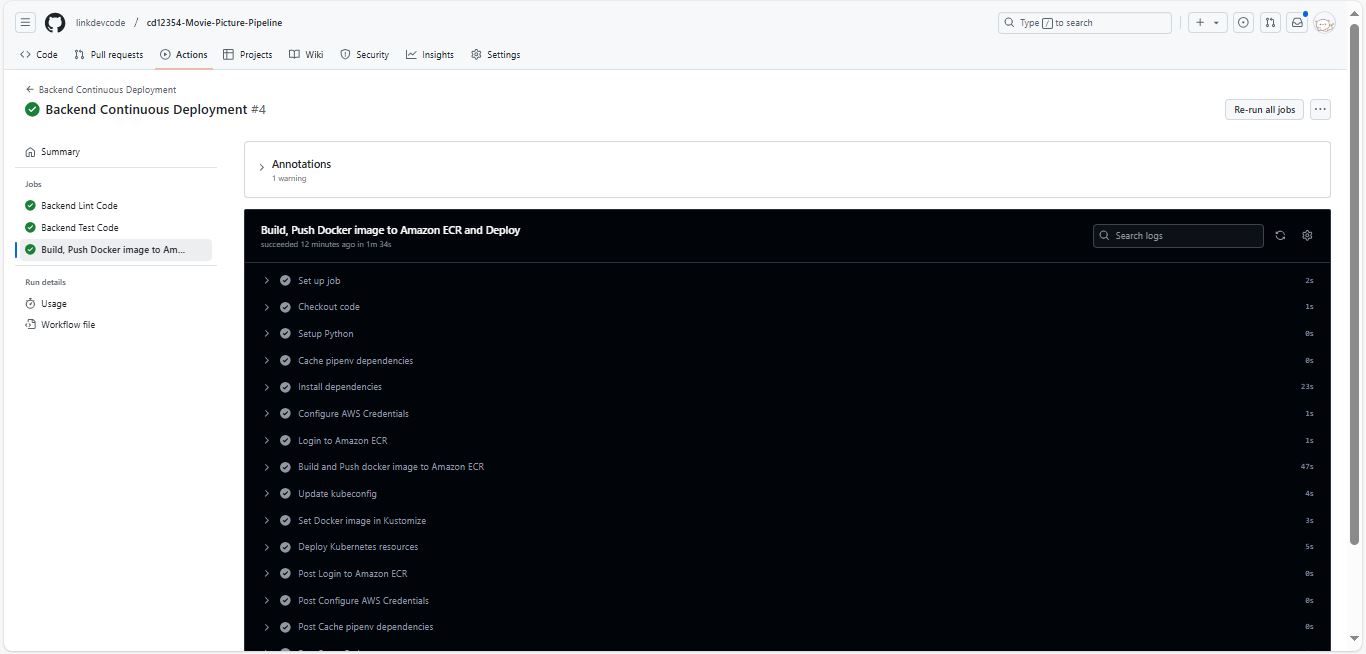 linkdevcode / cd12354-Movie-Picture-Pipeline
Type / to search
Code Pull requests Actions Projects Wiki Security Insights Settings
← Backend Continuous Deployment
Backend Continuous Deployment #4
Re-run all jobs
Summary
Jobs
Backend Lint Code
Backend Test Code
Build, Push Docker image to Am...
Run details
Usage
Workflow file
Annotations
1 warning
Build, Push Docker image to Amazon ECR and Deploy
succeeded 12 minutes ago in 1m 34s
Search logs
Set up job 2s
Checkout code 1s
Setup Python 0s
Cache pipenv dependencies 0s
Install dependencies 23s
Configure AWS Credentials 1s
Login to Amazon ECR 1s
Build and Push docker image to Amazon ECR 47s
Update kubeconfig 4s
Set Docker image in Kustomize 3s
Deploy Kubernetes resources 5s
Post Login to Amazon ECR 0s
Post Configure AWS Credentials 0s
Post Cache pipenv dependencies 0s